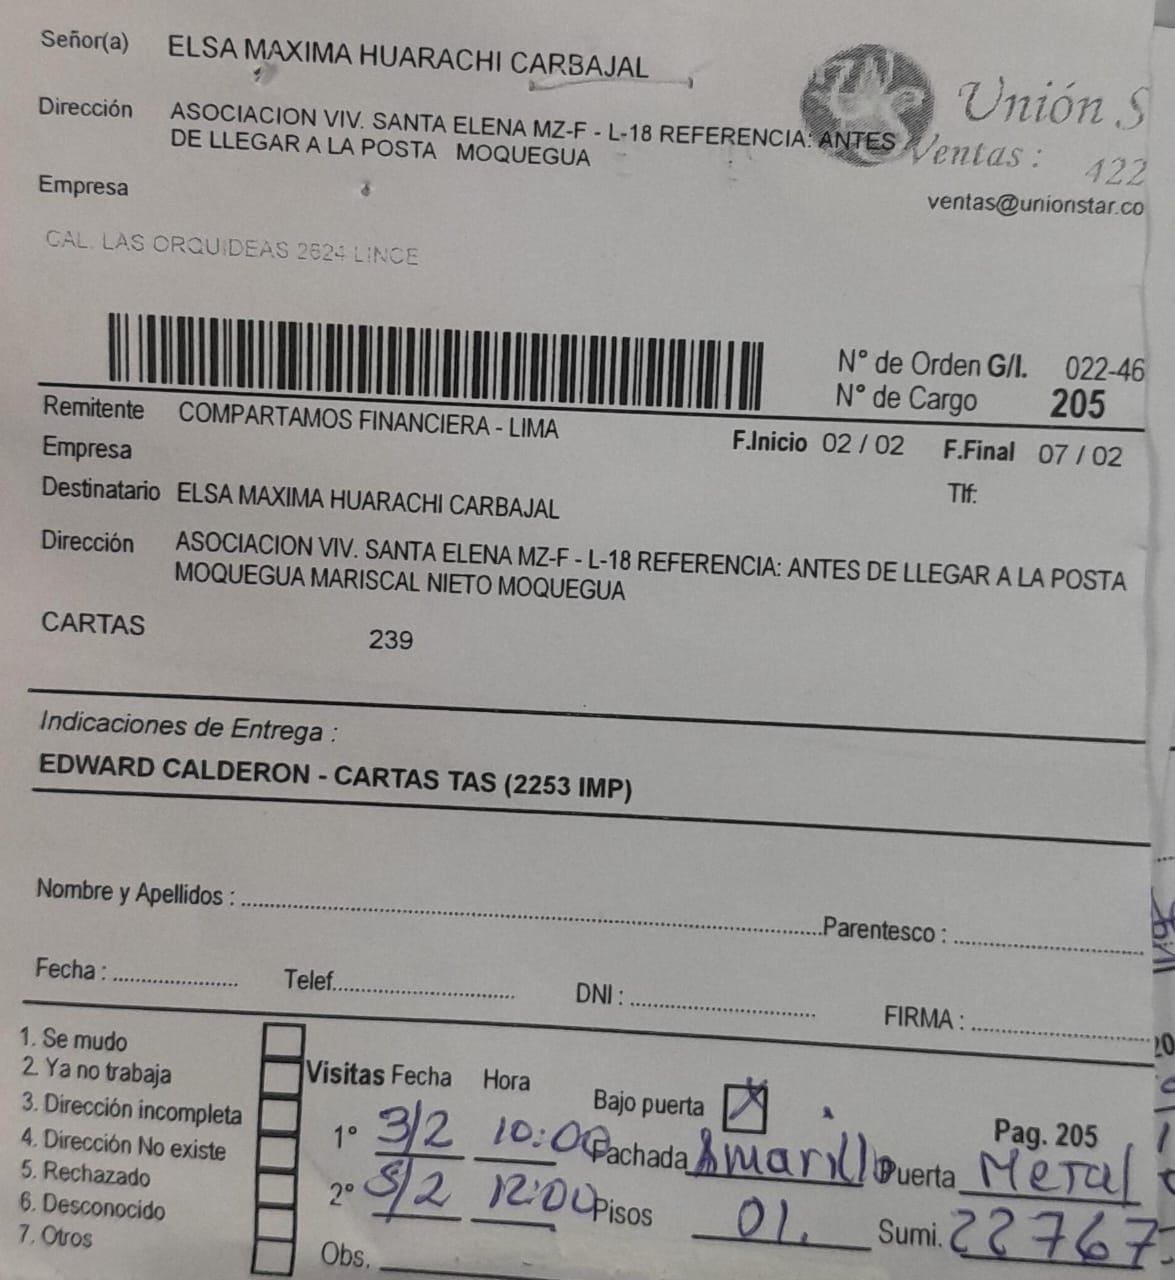 Señor(a) ELSA MAXIMA HUARACHI CARBAJAL
Dirección ASOCIACION VIV. SANTA ELENA MZ-F - L-18 REFERENCIA: ANTES
DE LLEGAR A LA POSTA MOQUEGUA
Unión S
Ventas: 422
Empresa
ventas@unionstar.co
CAL. LAS ORQUIDEAS 2624 LINCE
N° de Orden G/I. 022-46
N° de Cargo 205
Remitente COMPARTAMOS FINANCIERA - LIMA
F.Inicio 02 / 02 F.Final 07 / 02
Empresa
Tlf:
Destinatario ELSA MAXIMA HUARACHI CARBAJAL
Dirección ASOCIACION VIV. SANTA ELENA MZ-F - L-18 REFERENCIA: ANTES DE LLEGAR A LA POSTA
MOQUEGUA MARISCAL NIETO MOQUEGUA
CARTAS 239
Indicaciones de Entrega :
EDWARD CALDERON - CARTAS TAS (2253 IMP)
Nombre y Apellidos : Parentesco :
Fecha : Telef. DNI : FIRMA :
1. Se mudo
2. Ya no trabaja
3. Dirección incompleta
4. Dirección No existe
5. Rechazado
6. Desconocido
7. Otros
Visitas Fecha Hora Bajo puerta X
Pag. 205
1° 3/2 10:00 Fachada Amarillo Puerta Metal
2° 5/2 12:00 Pisos 01. Sumi. 22767
Obs.